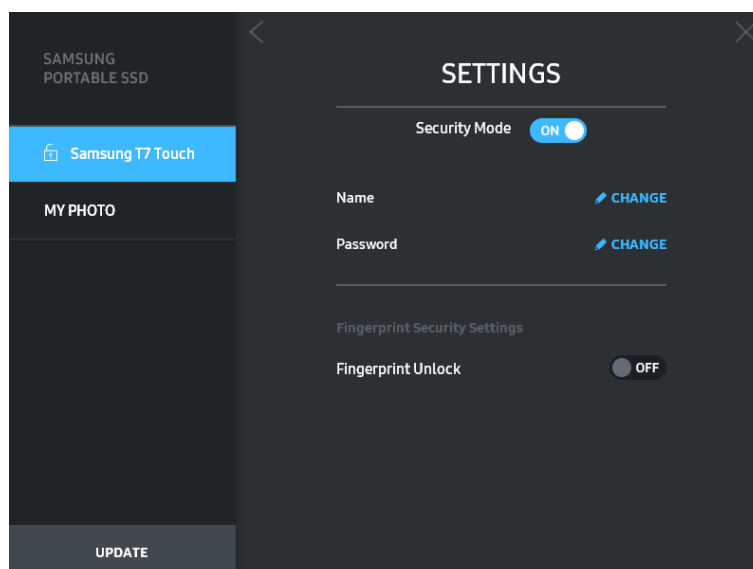 SAMSUNG
PORTABLE SSD
Samsung T7 Touch
MY PHOTO
UPDATE
SETTINGS
Security Mode ON
Name CHANGE
Password CHANGE
Fingerprint Security Settings
Fingerprint Unlock OFF